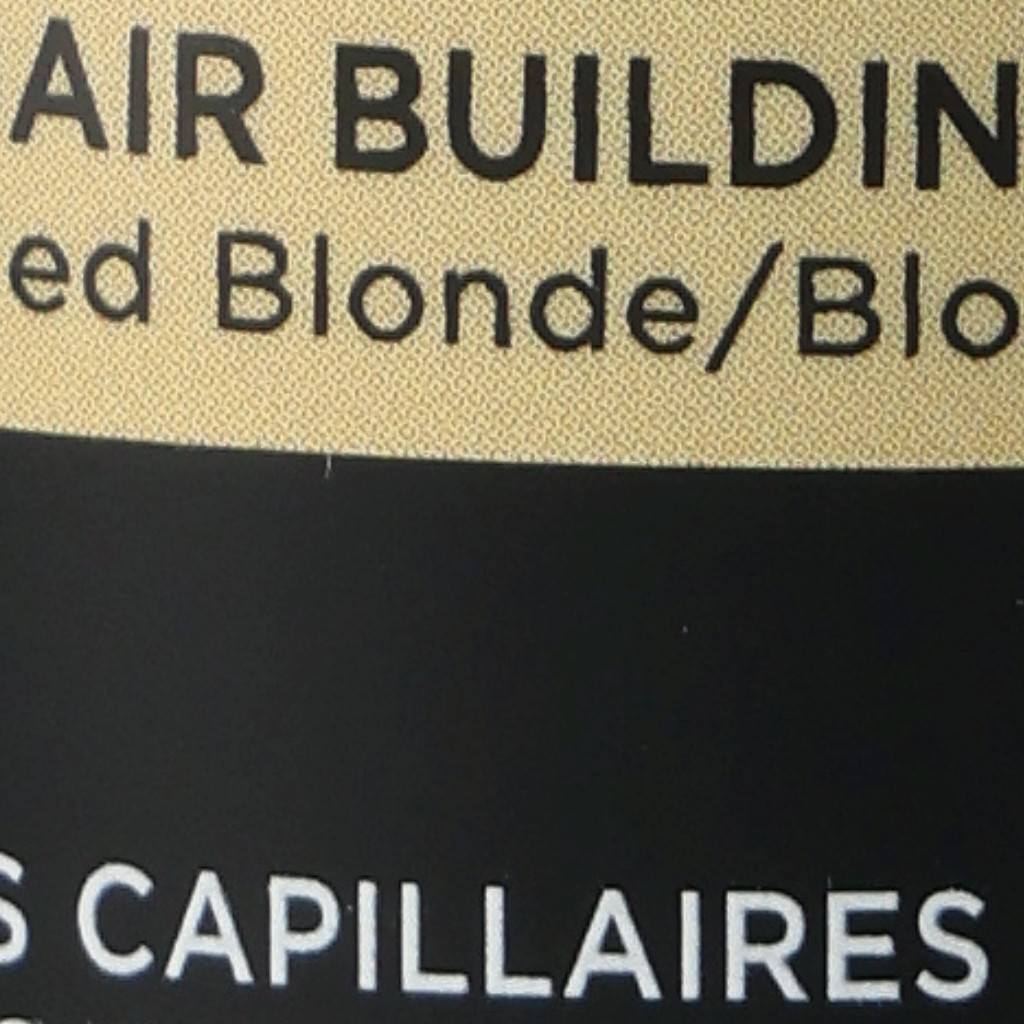 AIR BUILDIN
ed Blonde/Blo
S CAPILLAIRES